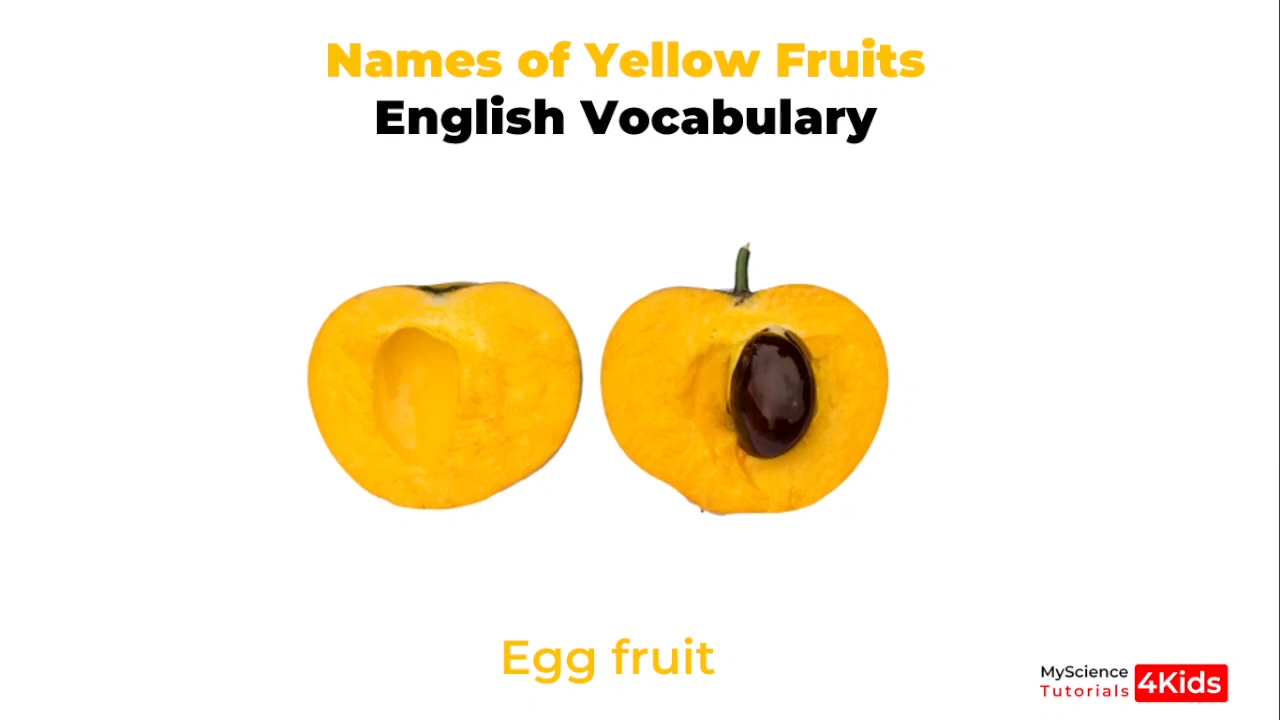 Names of Yellow Fruits
English Vocabulary
Egg fruit
MyScience
Tutorials
4Kids